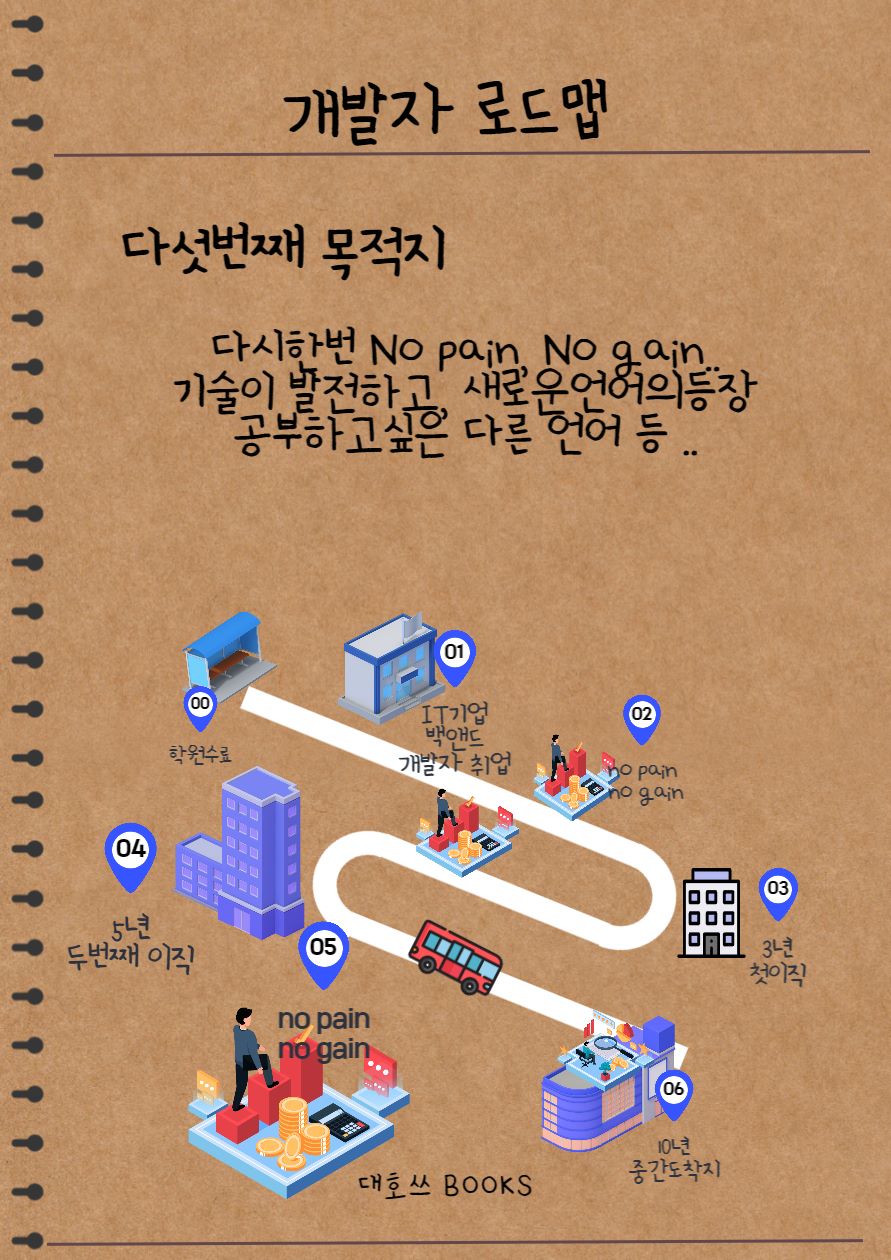 개발자 로드맵
다섯번째 목적지
다시한번 No pain, No gain..
기술이 발전하고, 새로운언어의등장
공부하고싶은 다른 언어 등 ..
00
학원수료
01
IT기업
백앤드
개발자 취업
02
no pain
no gain
03
3년
첫이직
04
5년
두번째 이직
05
no pain
no gain
06
10년
중간도착지
대호쓰 BOOKS